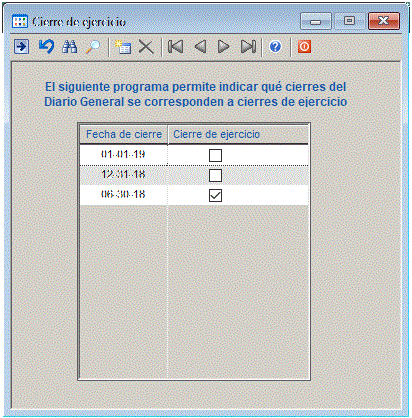 Cierre de ejercicio
El siguiente programa permite indicar qué cierres del
Diario General se corresponden a cierres de ejercicio
Fecha de cierre Cierre de ejercicio
01-01-19
12-31-18
06-30-18